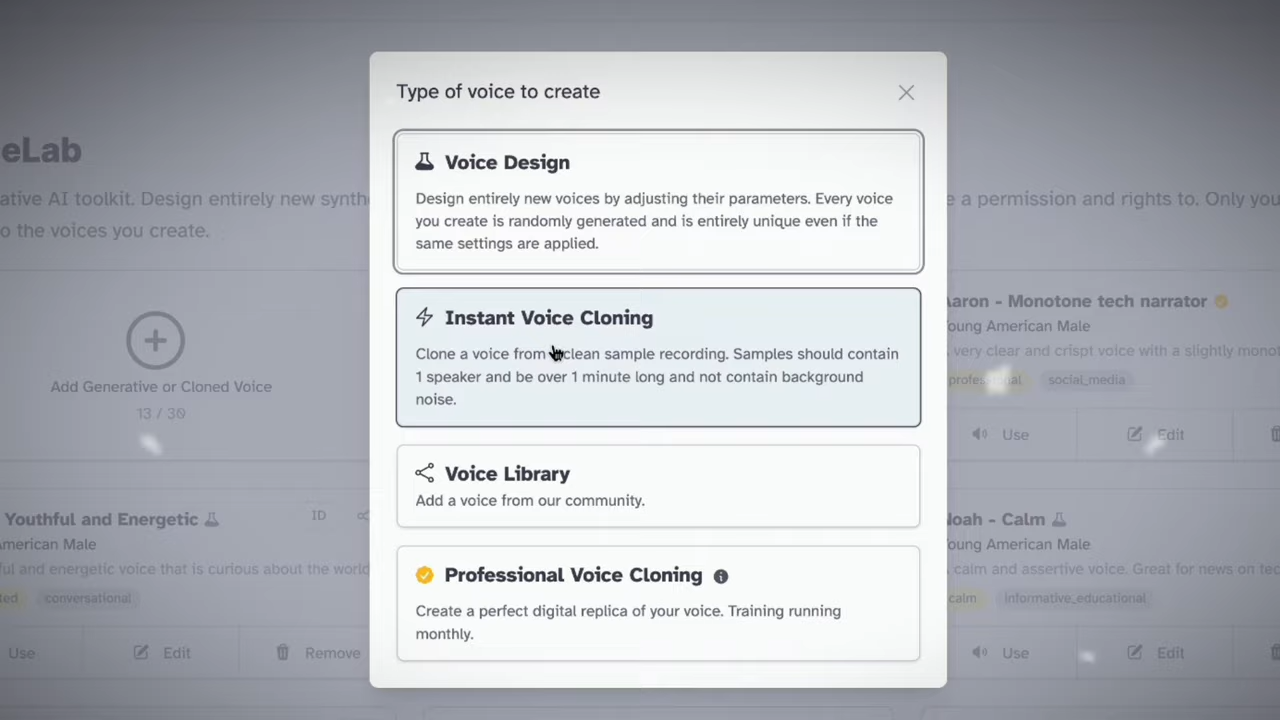 Type of voice to create
Voice Design
Design entirely new voices by adjusting their parameters. Every voice
you create is randomly generated and is entirely unique even if the
same settings are applied.
Instant Voice Cloning
Clone a voice from clean sample recording. Samples should contain
1 speaker and be over 1 minute long and not contain background
noise.
Voice Library
Add a voice from our community.
Professional Voice Cloning
Create a perfect digital replica of your voice. Training running
monthly.
eLab
ative AI toolkit. Design entirely new synth
e a permission and rights to. Only you
o the voices you create.
Add Generative or Cloned Voice
13 / 30
Aaron - Monotone tech narrator
Young American Male
very clear and crispt voice with a slightly monot
professional
social_media
Use
Edit
Youthful and Energetic
ID
American Male
ful and energetic voice that is curious about the world
ted
conversational
Use
Edit
Remove
Noah - Calm
Young American Male
calm and assertive voice. Great for news on tec
calm
informative_educational
Use
Edit